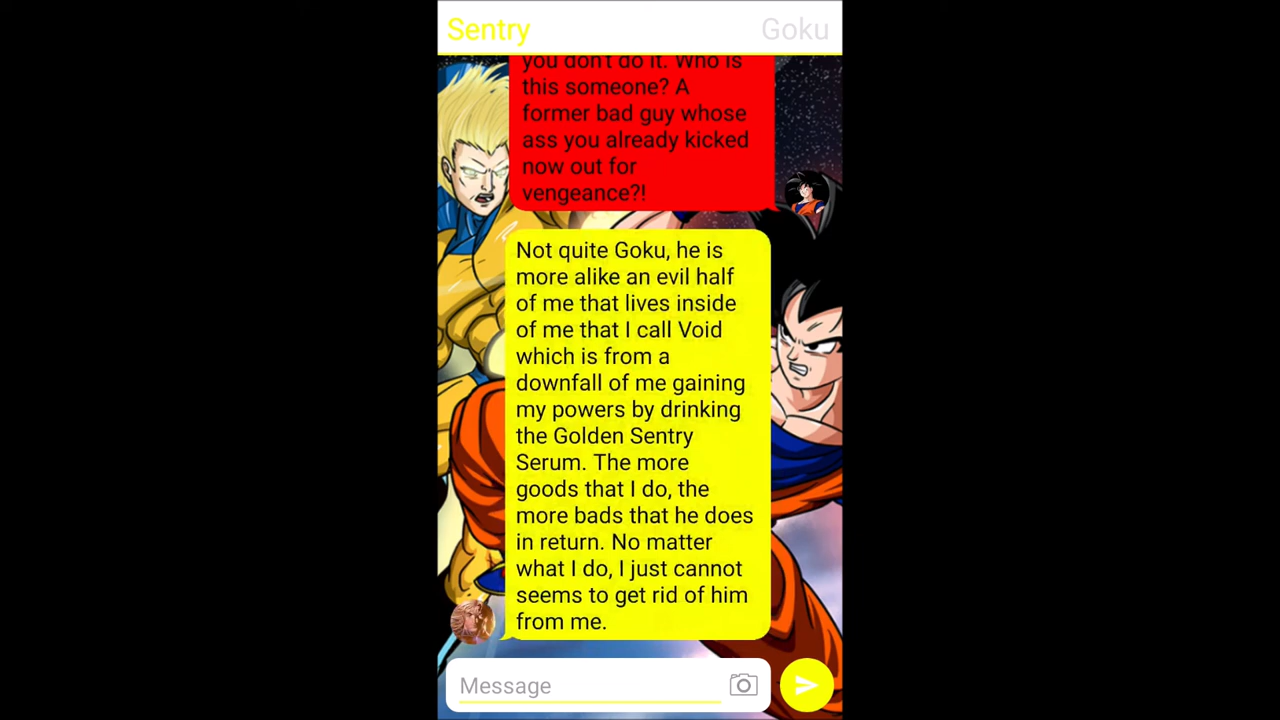 Sentry
Goku
you don't do it. Who is
this someone? A
former bad guy whose
ass you already kicked
now out for
vengeance?!
Not quite Goku, he is
more alike an evil half
of me that lives inside
of me that I call Void
which is from a
downfall of me gaining
my powers by drinking
the Golden Sentry
Serum. The more
goods that I do, the
more bads that he does
in return. No matter
what I do, I just cannot
seems to get rid of him
from me.
Message